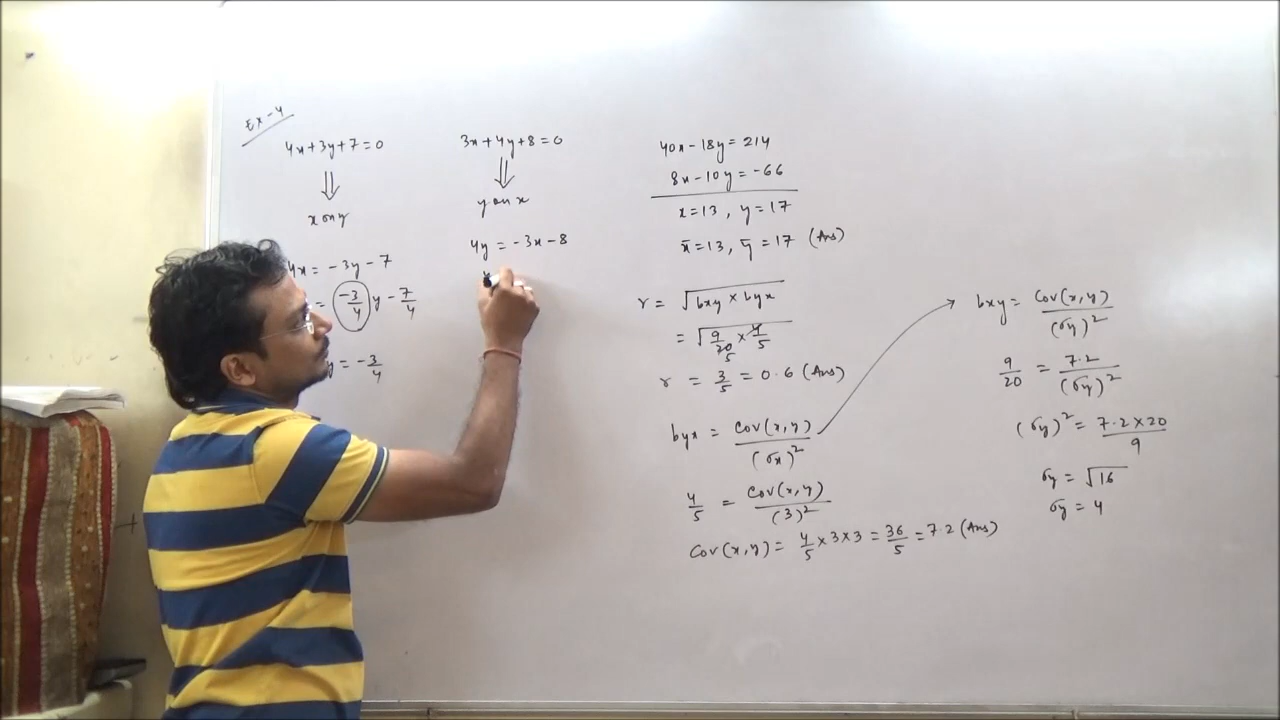 Ex-4
4x+3y+7=0
⇓
x on y
4x = -3y - 7
= -3/4 y - 7/4
y = -3/4
3x+4y+8=0
⇓
y on x
4y = -3x - 8
40x-18y=214
8x-10y=-66
x=13, y=17
x̄=13, ȳ=17 (Ans)
r = √(bxy × byx)
= √(9/20 × 4/5)
5
r = 3/5 = 0.6 (Ans)
byx = Cov(x,y)/(σx)²
4/5 = Cov(x,y)/(3)²
Cov(x,y) = 4/5 × 3 × 3 = 36/5 = 7.2 (Ans)
bxy = Cov(x,y)/(σy)²
9/20 = 7.2/(σy)²
(σy)² = 7.2 × 20/9
σy = √16
σy = 4